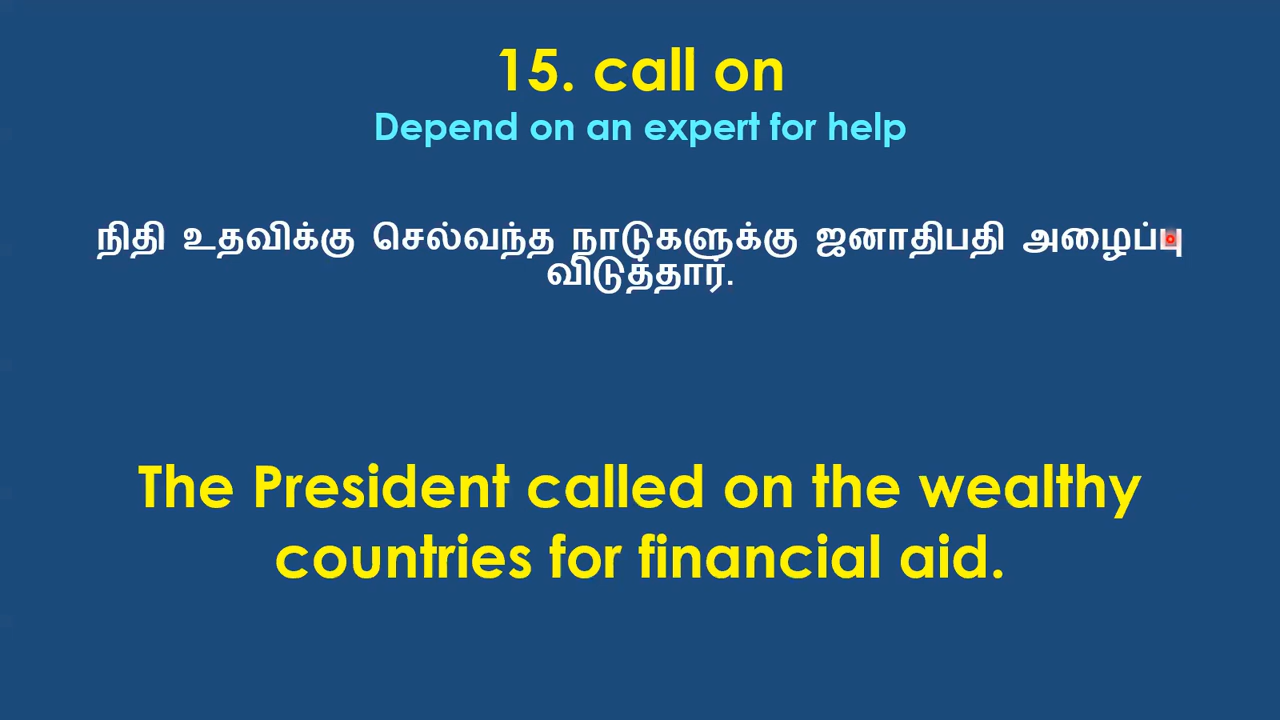 15. call on
Depend on an expert for help
நிதி உதவிக்கு செல்வந்த நாடுகளுக்கு ஜனாதிபதி அழைப்பு
விடுத்தார்.
The President called on the wealthy
countries for financial aid.